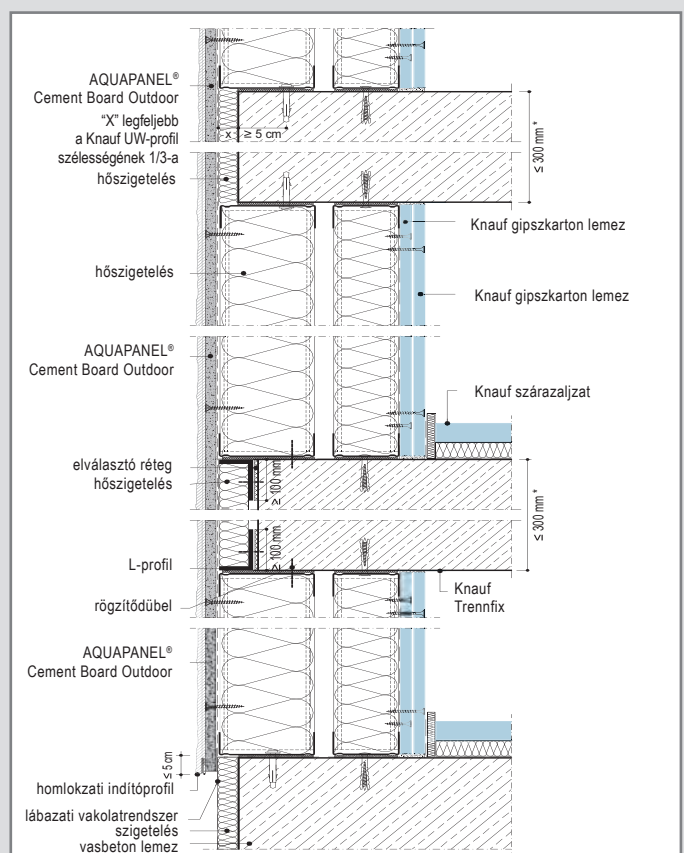 AQUAPANEL®
Cement Board Outdoor
“X” legfeljebb
a Knauf UW-profil
szélességének 1/3-a
hőszigetelés
x
≥ 5 cm
≤ 300 mm *
Knauf gipszkarton lemez
hőszigetelés
Knauf gipszkarton lemez
AQUAPANEL®
Cement Board Outdoor
Knauf szárazaljzat
elválasztó réteg
hőszigetelés
≥ 100 mm
≤ 300 mm *
≥ 100 mm
L-profil
rögzítődübel
Knauf
Trennfix
AQUAPANEL®
Cement Board Outdoor
≤ 5 cm
homlokzati indítóprofil
lábazati vakolatrendszer
szigetelés
vasbeton lemez